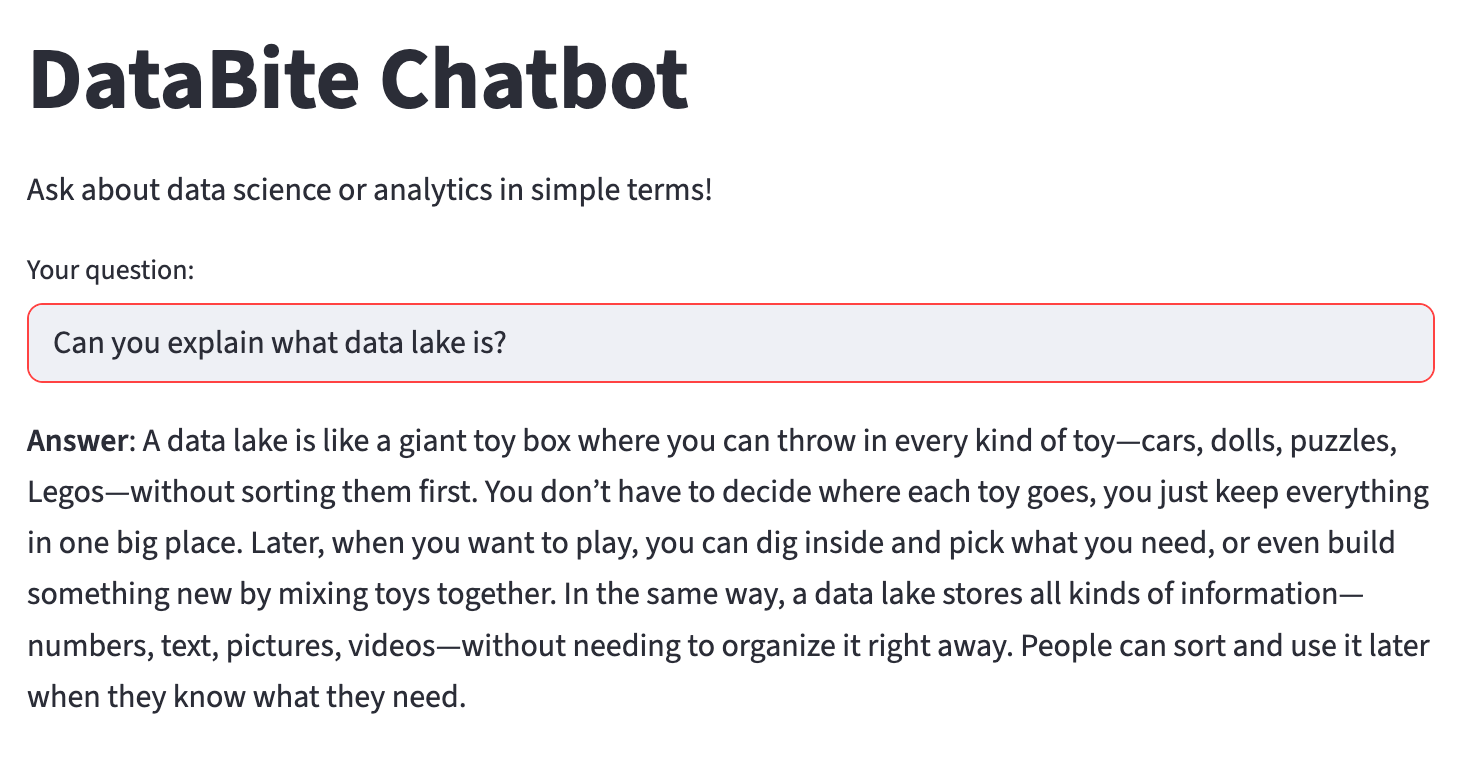 DataBite Chatbot
Ask about data science or analytics in simple terms!
Your question:
Can you explain what data lake is?
Answer: A data lake is like a giant toy box where you can throw in every kind of toy—cars, dolls, puzzles,
Legos—without sorting them first. You don’t have to decide where each toy goes, you just keep everything
in one big place. Later, when you want to play, you can dig inside and pick what you need, or even build
something new by mixing toys together. In the same way, a data lake stores all kinds of information—
numbers, text, pictures, videos—without needing to organize it right away. People can sort and use it later
when they know what they need.